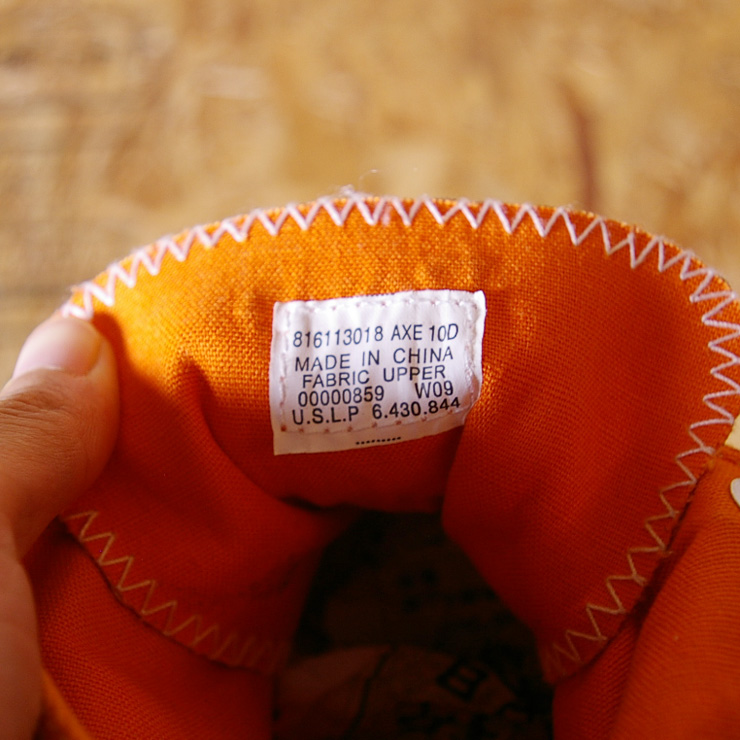 816113018 AXE 10D
MADE IN CHINA
FABRIC UPPER
00000859 W09
U.S.L.P 6.430.844